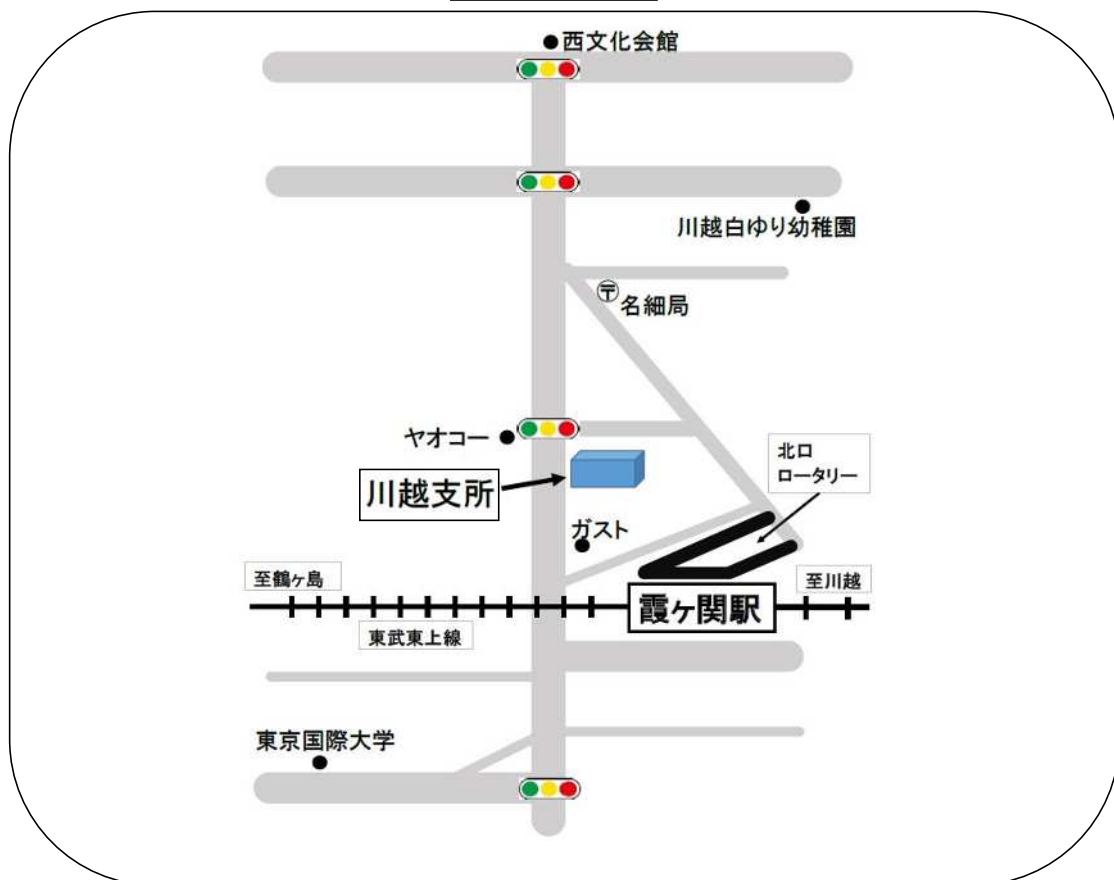 西文化会館
川越白ゆり幼稚園
〒
名細局
ヤオコー
北口
ロータリー
川越支所
ガスト
至鶴ヶ島
霞ヶ関駅
至川越
東武東上線
東京国際大学